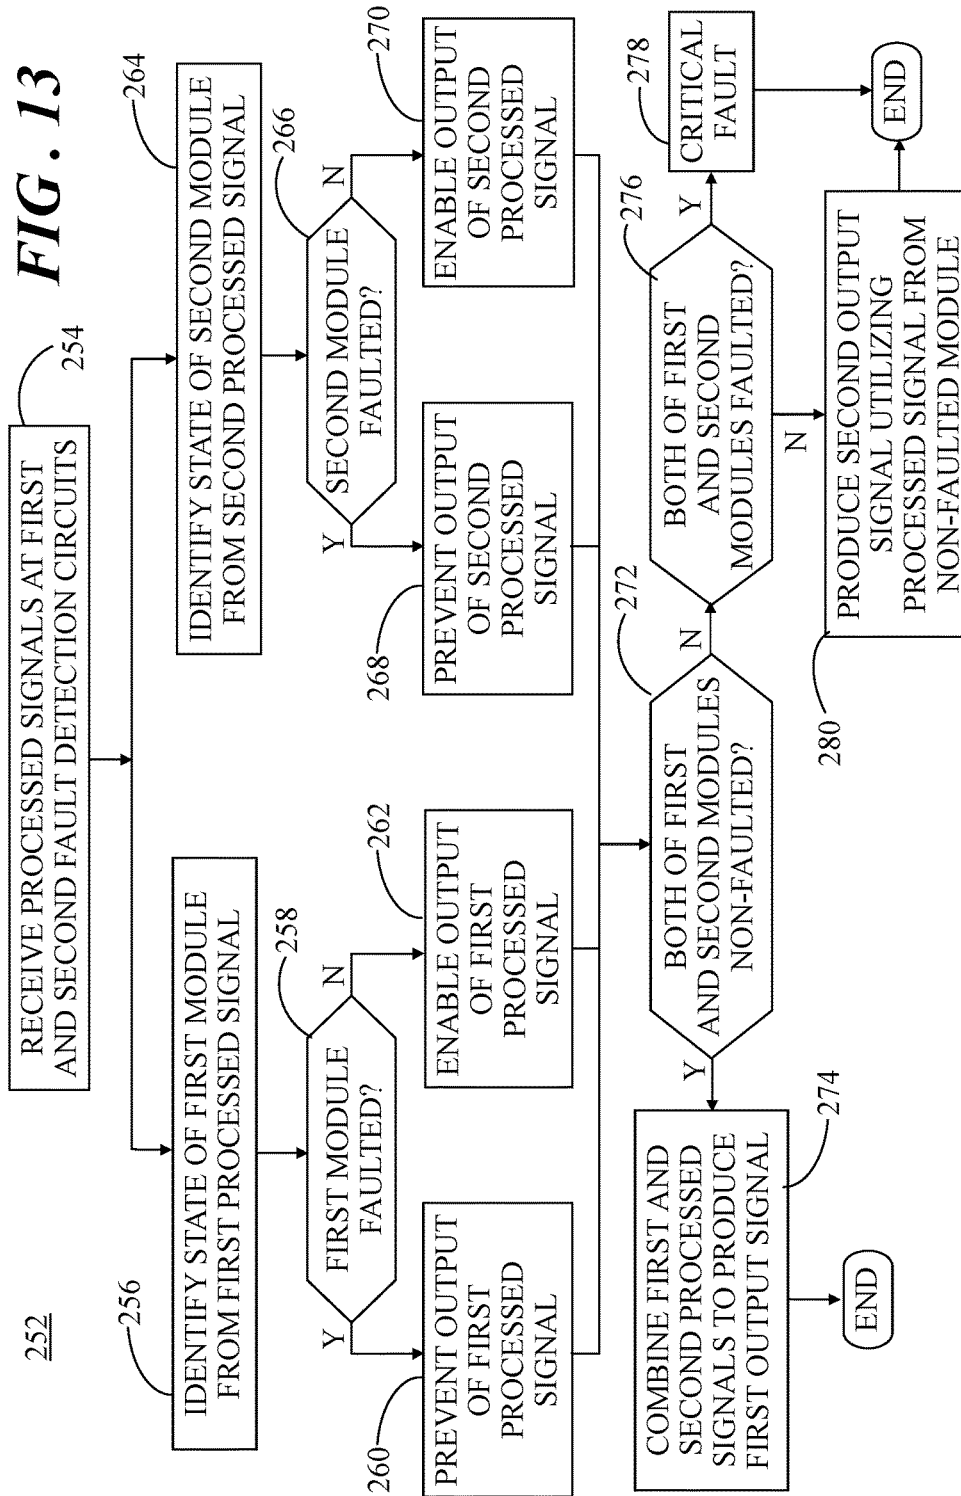 FIG. 13
252
254
RECEIVE PROCESSED SIGNALS AT FIRST
AND SECOND FAULT DETECTION CIRCUITS
256
IDENTIFY STATE OF FIRST MODULE
FROM FIRST PROCESSED SIGNAL
264
IDENTIFY STATE OF SECOND MODULE
FROM SECOND PROCESSED SIGNAL
258
FIRST MODULE
FAULTED?
Y
N
266
SECOND MODULE
FAULTED?
Y
N
260
PREVENT OUTPUT
OF FIRST
PROCESSED
SIGNAL
262
ENABLE OUTPUT
OF FIRST
PROCESSED
SIGNAL
268
PREVENT OUTPUT
OF SECOND
PROCESSED
SIGNAL
270
ENABLE OUTPUT
OF SECOND
PROCESSED
SIGNAL
272
BOTH OF FIRST
AND SECOND MODULES
NON-FAULTED?
Y
N
274
COMBINE FIRST AND
SECOND PROCESSED
SIGNALS TO PRODUCE
FIRST OUTPUT SIGNAL
END
276
BOTH OF FIRST
AND SECOND
MODULES FAULTED?
Y
N
278
CRITICAL
FAULT
280
PRODUCE SECOND OUTPUT
SIGNAL UTILIZING
PROCESSED SIGNAL FROM
NON-FAULTED MODULE
END